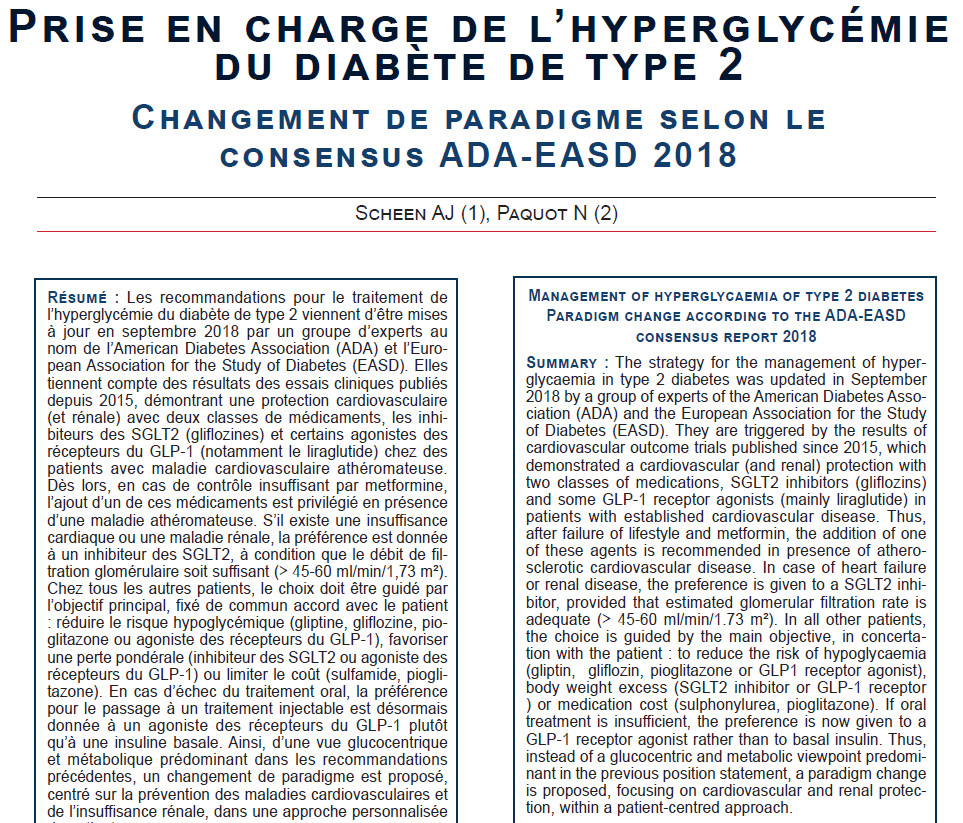 PRISE EN CHARGE DE L’HYPERGLYCÉMIE
DU DIABÈTE DE TYPE 2
CHANGEMENT DE PARADIGME SELON LE
CONSENSUS ADA-EASD 2018
SCHEEN AJ (1), PAQUOT N (2)
RÉSUMÉ : Les recommandations pour le traitement de
l’hyperglycémie du diabète de type 2 viennent d’être mises
à jour en septembre 2018 par un groupe d’experts au
nom de l’American Diabetes Association (ADA) et l’Euro-
pean Association for the Study of Diabetes (EASD). Elles
tiennent compte des résultats des essais cliniques publiés
depuis 2015, démontrant une protection cardiovasculaire
(et rénale) avec deux classes de médicaments, les inhi-
biteurs des SGLT2 (gliflozines) et certains agonistes des
récepteurs du GLP-1 (notamment le liraglutide) chez des
patients avec maladie cardiovasculaire athéromateuse.
Dès lors, en cas de contrôle insuffisant par metformine,
l’ajout d’un de ces médicaments est privilégié en présence
d’une maladie athéromateuse. S’il existe une insuffisance
cardiaque ou une maladie rénale, la préférence est donnée
à un inhibiteur des SGLT2, à condition que le débit de fil-
tration glomérulaire soit suffisant (> 45-60 ml/min/1,73 m²).
Chez tous les autres patients, le choix doit être guidé par
l’objectif principal, fixé de commun accord avec le patient
: réduire le risque hypoglycémique (gliptine, gliflozine, pio-
glitazone ou agoniste des récepteurs du GLP-1), favoriser
une perte pondérale (inhibiteur des SGLT2 ou agoniste des
récepteurs du GLP-1) ou limiter le coût (sulfamide, piogli-
tazone). En cas d’échec du traitement oral, la préférence
pour le passage à un traitement injectable est désormais
donnée à un agoniste des récepteurs du GLP-1 plutôt
qu’à une insuline basale. Ainsi, d’une vue glucocentrique
et métabolique prédominant dans les recommandations
précédentes, un changement de paradigme est proposé,
centré sur la prévention des maladies cardiovasculaires et
de l’insuffisance rénale, dans une approche personnalisée
MANAGEMENT OF HYPERGLYCAEMIA OF TYPE 2 DIABETES
PARADIGM CHANGE ACCORDING TO THE ADA-EASD
CONSENSUS REPORT 2018
SUMMARY : The strategy for the management of hyper-
glycaemia in type 2 diabetes was updated in September
2018 by a group of experts of the American Diabetes Asso-
ciation (ADA) and the European Association for the Study
of Diabetes (EASD). They are triggered by the results of
cardiovascular outcome trials published since 2015, which
demonstrated a cardiovascular (and renal) protection with
two classes of medications, SGLT2 inhibitors (gliflozins)
and some GLP-1 receptor agonists (mainly liraglutide) in
patients with established cardiovascular disease. Thus,
after failure of lifestyle and metformin, the addition of one
of these agents is recommended in presence of athero-
sclerotic cardiovascular disease. In case of heart failure
or renal disease, the preference is given to a SGLT2 inhi-
bitor, provided that estimated glomerular filtration rate is
adequate (> 45-60 ml/min/1.73 m²). In all other patients,
the choice is guided by the main objective, in concerta-
tion with the patient : to reduce the risk of hypoglycaemia
(gliptin, gliflozin, pioglitazone or GLP1 receptor agonist),
body weight excess (SGLT2 inhibitor or GLP-1 receptor
) or medication cost (sulphonylurea, pioglitazone). If oral
treatment is insufficient, the preference is now given to a
GLP-1 receptor agonist rather than to basal insulin. Thus,
instead of a glucocentric and metabolic viewpoint predomi-
nant in the previous position statement, a paradigm change
is proposed, focusing on cardiovascular and renal protec-
tion, within a patient-centred approach.